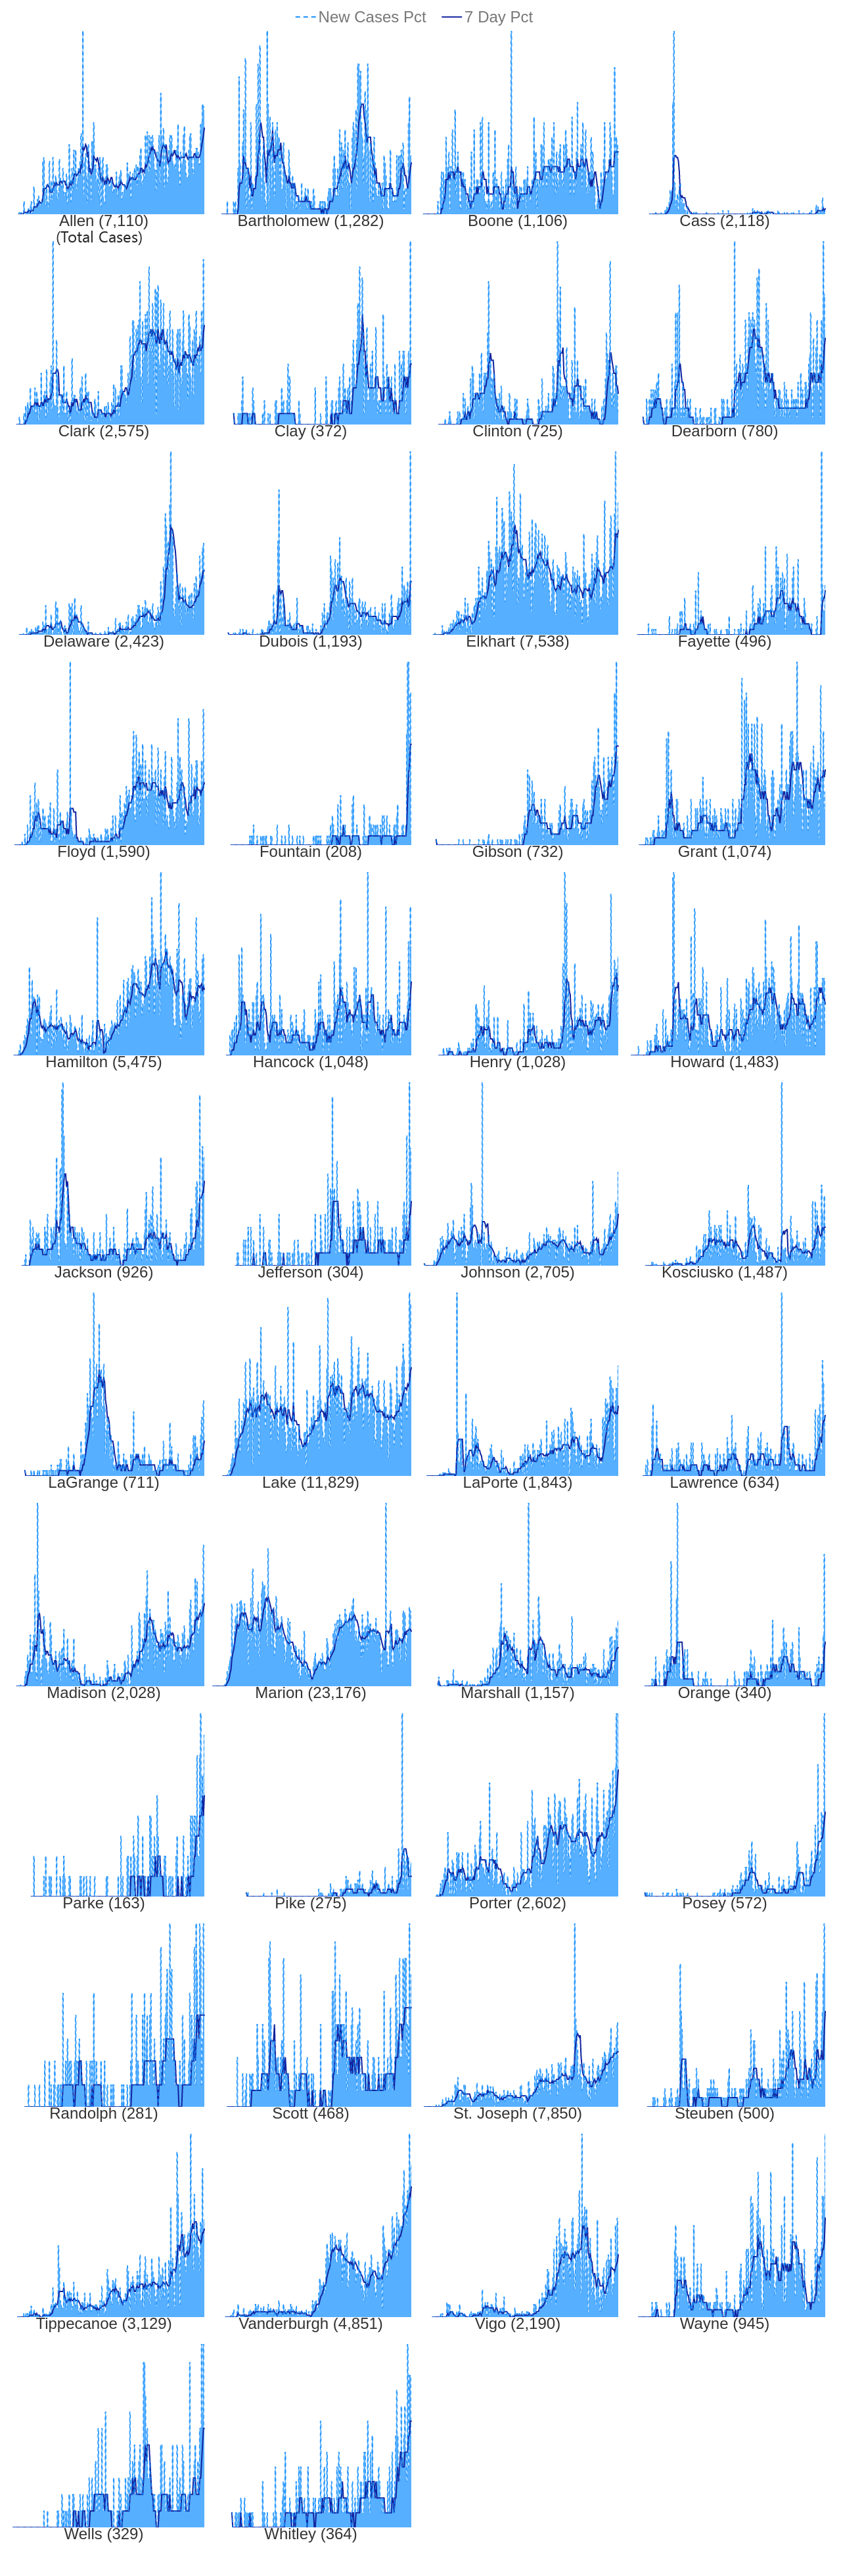 New Cases Pct 7 Day Pct
Allen (7,110) Bartholomew (1,282) Boone (1,106) Cass (2,118)
(Total Cases)
Clark (2,575) Clay (372) Clinton (725) Dearborn (780)
Delaware (2,423) Dubois (1,193) Elkhart (7,538) Fayette (496)
Floyd (1,590) Fountain (208) Gibson (732) Grant (1,074)
Hamilton (5,475) Hancock (1,048) Henry (1,028) Howard (1,483)
Jackson (926) Jefferson (304) Johnson (2,705) Kosciusko (1,487)
LaGrange (711) Lake (11,829) LaPorte (1,843) Lawrence (634)
Madison (2,028) Marion (23,176) Marshall (1,157) Orange (340)
Parke (163) Pike (275) Porter (2,602) Posey (572)
Randolph (281) Scott (468) St. Joseph (7,850) Steuben (500)
Tippecanoe (3,129) Vanderburgh (4,851) Vigo (2,190) Wayne (945)
Wells (329) Whitley (364)